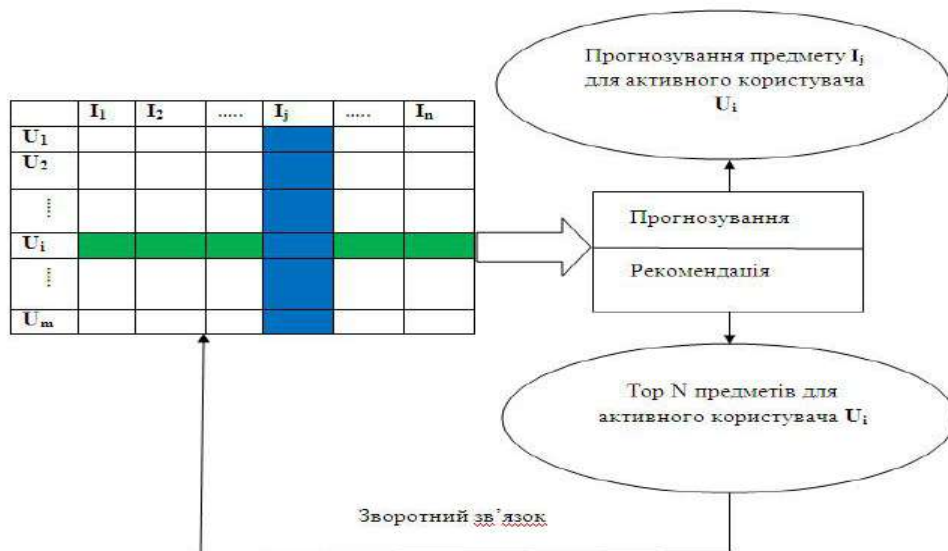 Прогнозування предмету Ij
для активного користувача
Ui
I1 I2 ..... Ij ..... In
U1
U2
Ui
Um
Прогнозування
Рекомендація
Top N предметів для
активного користувача Ui
Зворотний зв’язок